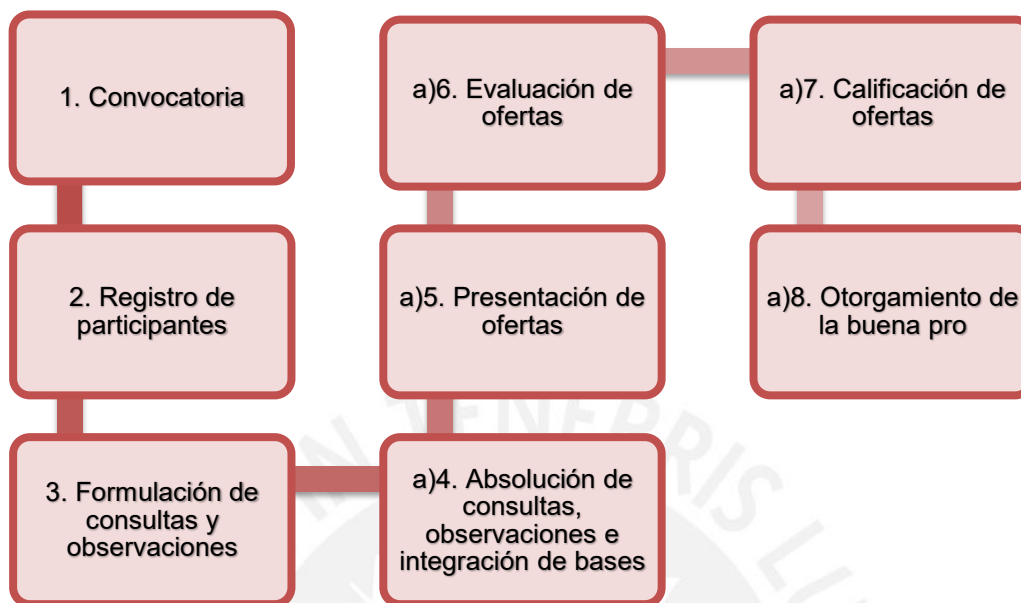 1. Convocatoria
2. Registro de
participantes
3. Formulación de
consultas y
observaciones
a)4. Absolución de
consultas,
observaciones e
integración de bases
a)5. Presentación de
ofertas
a)6. Evaluación de
ofertas
a)7. Calificación de
ofertas
a)8. Otorgamiento de
la buena pro
TENEBRIS